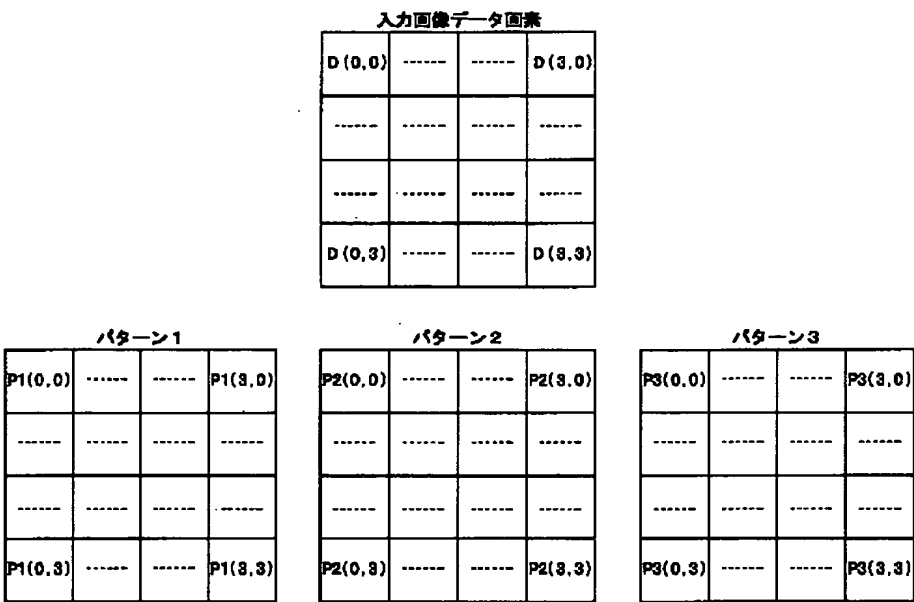 入力画像データ画素
D(0,0) ------ ------ D(3,0)
------ ------ ------ ------
------ ------ ------ ------
D(0,3) ------ ------ D(3,3)
パターン1 パターン2 パターン3
P1(0,0) ------ ------ P1(3,0) P2(0,0) ------ ------ P2(3,0) P3(0,0) ------ ------ P3(3,0)
------ ------ ------ ------ ------ ------ ------ ------ ------ ------ ------ ------
------ ------ ------ ------ ------ ------ ------ ------ ------ ------ ------ ------
P1(0,3) ------ ------ P1(3,3) P2(0,3) ------ ------ P2(3,3) P3(0,3) ------ ------ P3(3,3)